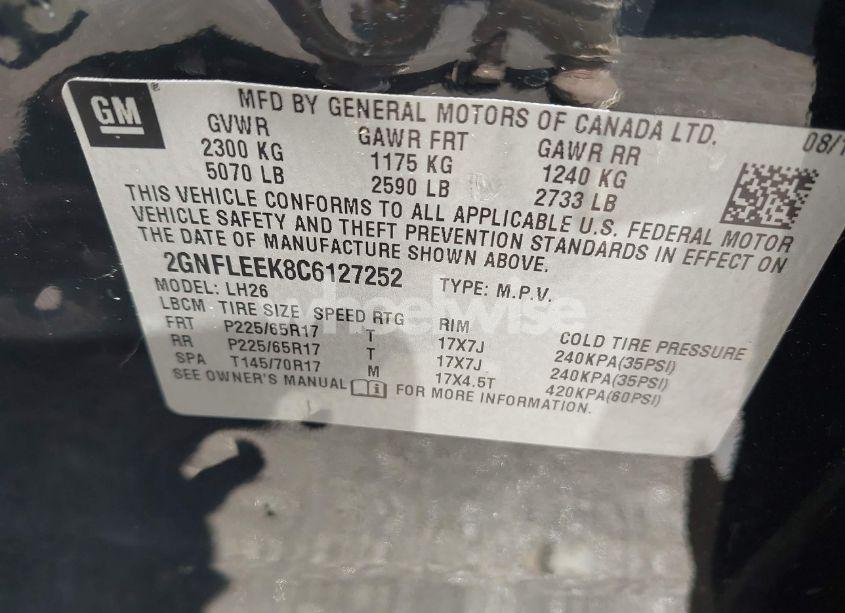 GM
MFD BY GENERAL MOTORS OF CANADA LTD.
08/1
GVWR GAWR FRT GAWR RR
2300 KG 1175 KG 1240 KG
5070 LB 2590 LB 2733 LB
THIS VEHICLE CONFORMS TO ALL APPLICABLE U.S. FEDERAL MOTOR
VEHICLE SAFETY AND THEFT PREVENTION STANDARDS IN EFFECT ON
THE DATE OF MANUFACTURE SHOWN ABOVE.
2GNFLEEK8C6127252 TYPE: M.P.V.
MODEL: LH26
LBCM TIRE SIZE SPEED RTG RIM COLD TIRE PRESSURE
FRT P225/65R17 T 17X7J 240KPA(35PSI)
RR P225/65R17 T 17X7J 240KPA(35PSI)
SPA T145/70R17 M 17X4.5T 420KPA(60PSI)
SEE OWNER'S MANUAL FOR MORE INFORMATION.
wheelwise